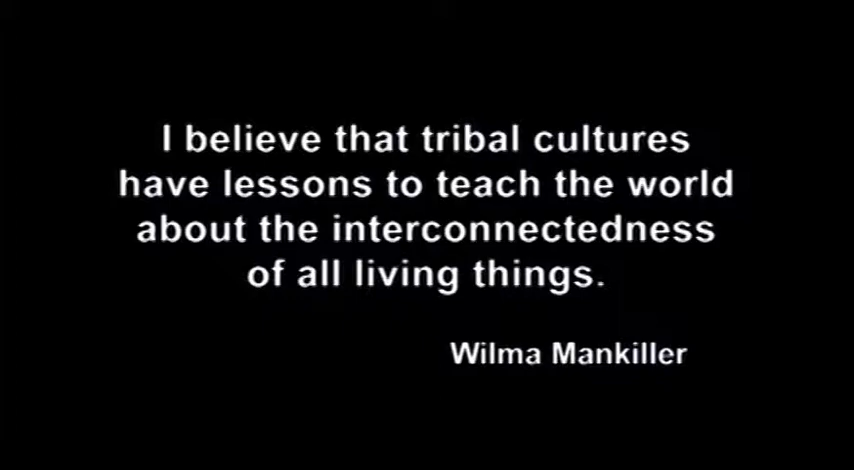 I believe that tribal cultures
have lessons to teach the world
about the interconnectedness
of all living things.
Wilma Mankiller